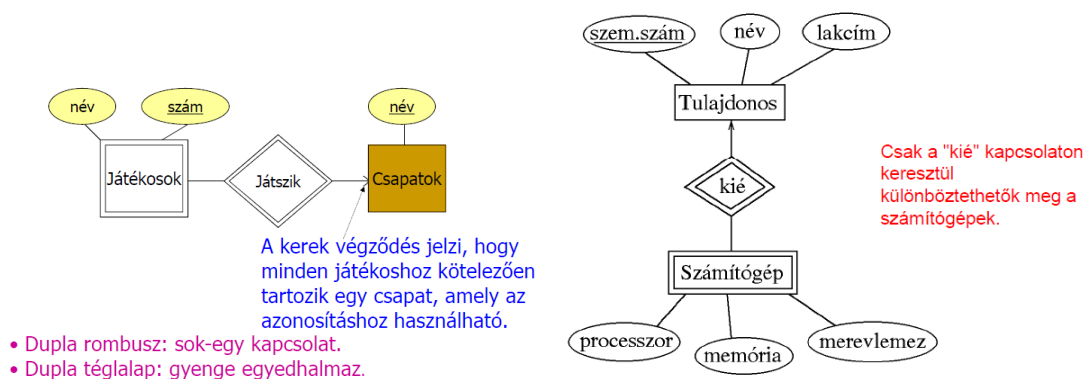 név
szám
név
Játékosok
Játszik
Csapatok
A kerek végződés jelzi, hogy
minden játékoshoz kötelezően
tartozik egy csapat, amely az
azonosításhoz használható.
• Dupla rombusz: sok-egy kapcsolat.
• Dupla téglalap: gyenge egyedhalmaz.
szem.szám
név
lakcím
Tulajdonos
kié
Számítógép
processzor
memória
merevlemez
Csak a "kié" kapcsolaton
keresztül
különböztethetők meg a
számítógépek.